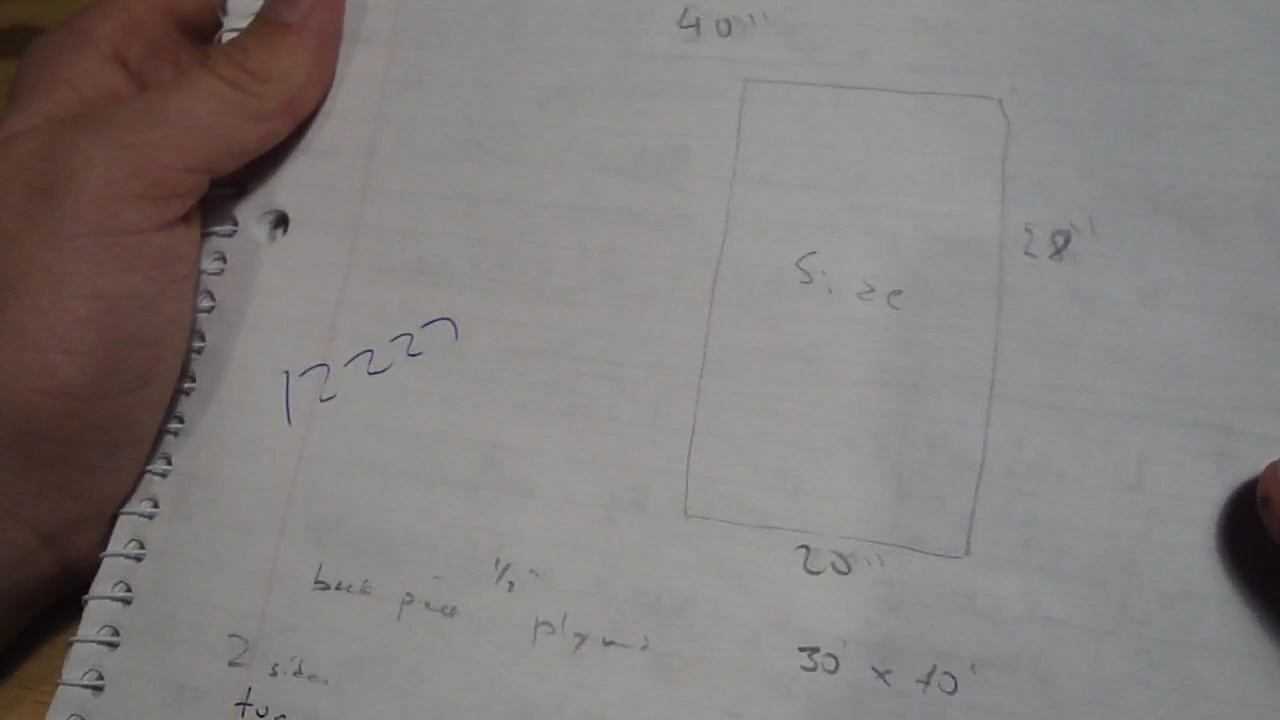 40"
28"
Size
12227
20"
back piece 1/2"
plywood
30' x 40'
2 sides